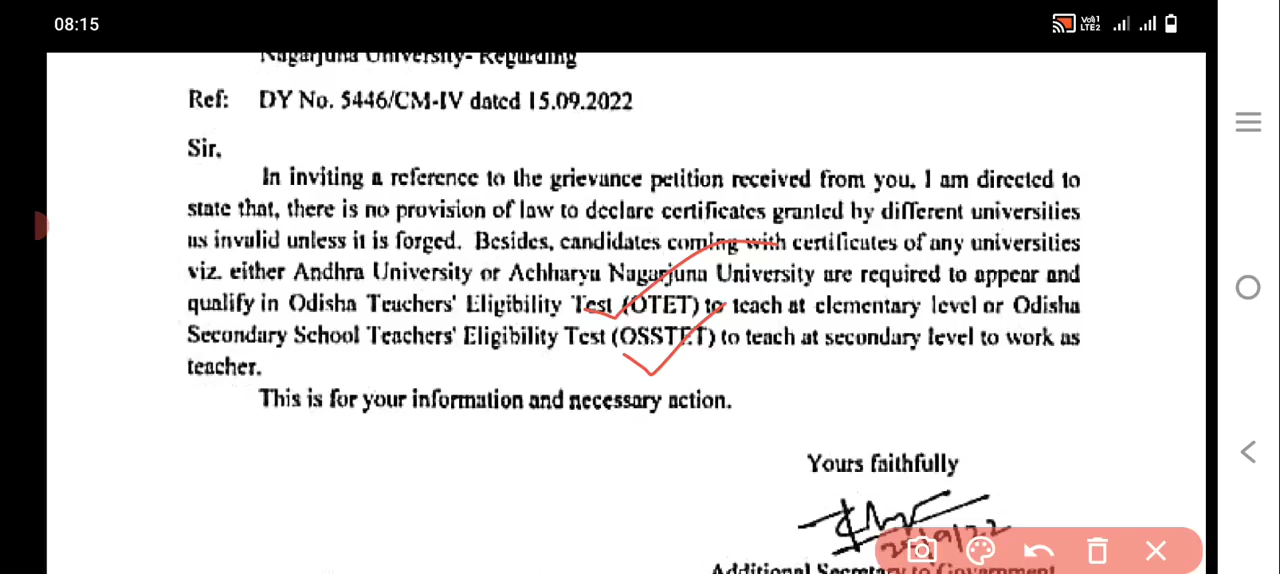 08:15
Vo) 1
LTE2
Nagarjuna University- Regarding
Ref: DY No. 5446/CM-IV dated 15.09.2022
Sir,
In inviting a reference to the grievance petition received from you, I am directed to
state that, there is no provision of law to declare certificates granted by different universities
as invalid unless it is forged. Besides, candidates coming with certificates of any universities
viz. either Andhra University or Achharya Nagarjuna University are required to appear and
qualify in Odisha Teachers' Eligibility Test (OTET) to teach at elementary level or Odisha
Secondary School Teachers' Eligibility Test (OSSTET) to teach at secondary level to work as
teacher.
This is for your information and necessary action.
Yours faithfully
Additional Secretary to Government